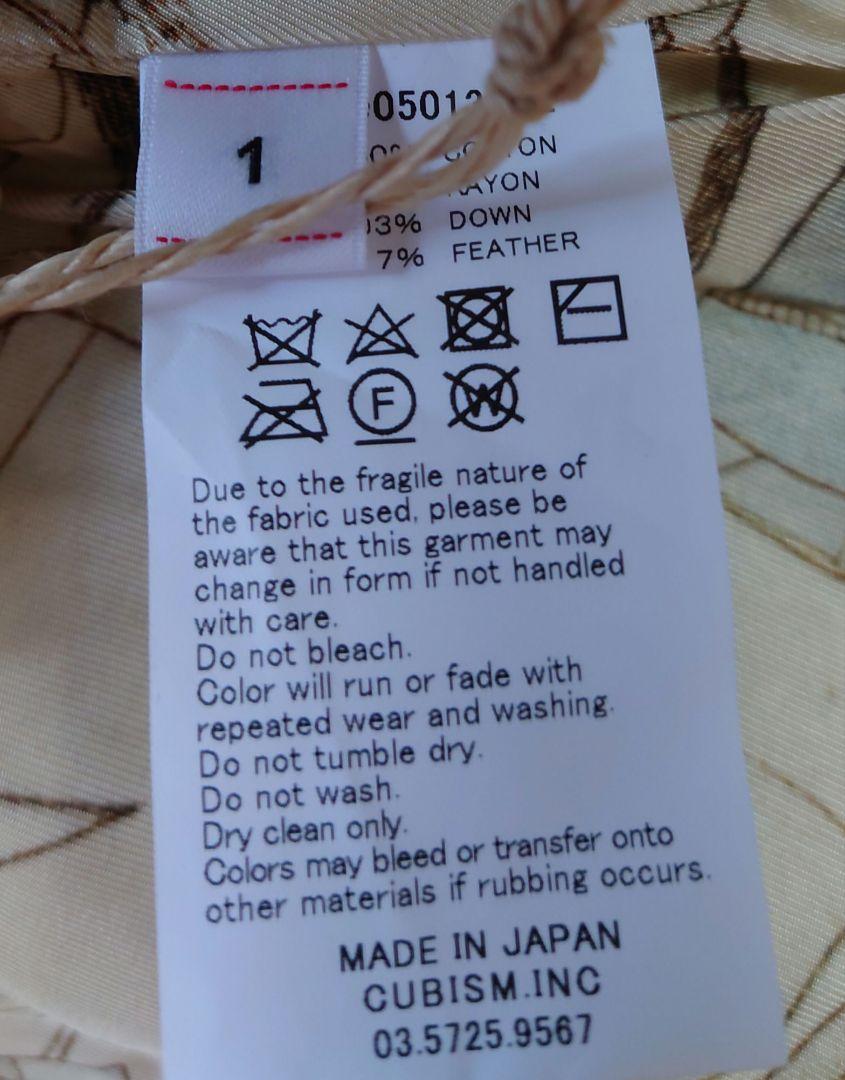 1
COTTON
RAYON
DOWN
7% FEATHER
F
W
Due to the fragile nature of
the fabric used, please be
aware that this garment may
change in form if not handled
with care.
Do not bleach.
Color will run or fade with
repeated wear and washing.
Do not tumble dry.
Do not wash.
Dry clean only.
Colors may bleed or transfer onto
other materials if rubbing occurs.
MADE IN JAPAN
CUBISM.INC
03.5725.9567